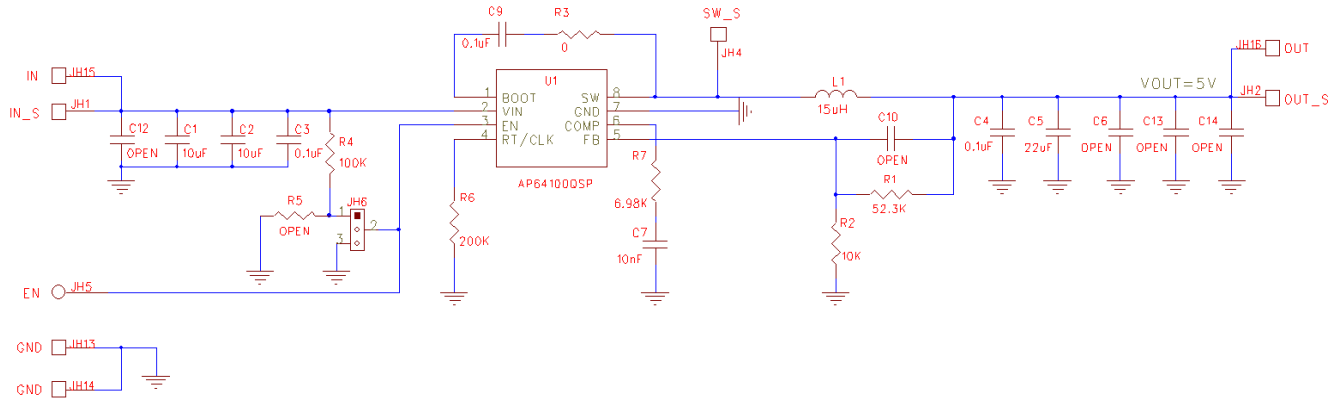 C9
0.1uF
R3
0
SW_S
JH4
IN
JH15
IN_S
JH1
C12
OPEN
C1
10uF
C2
10uF
C3
0.1uF
R4
100K
R5
OPEN
JH6
1
2
3
EN
JH5
GND
JH13
GND
JH14
U1
1
BOOT
2
VIN
3
EN
4
RT/CLK
SW
8
GND
7
COMP
6
FB
5
AP64100QSP
R6
200K
R7
6.98K
C7
10nF
L1
15uH
C10
OPEN
R1
52.3K
R2
10K
C4
0.1uF
C5
22uF
C6
OPEN
C13
OPEN
C14
OPEN
VOUT=5V
JH16
OUT
JH2
OUT_S